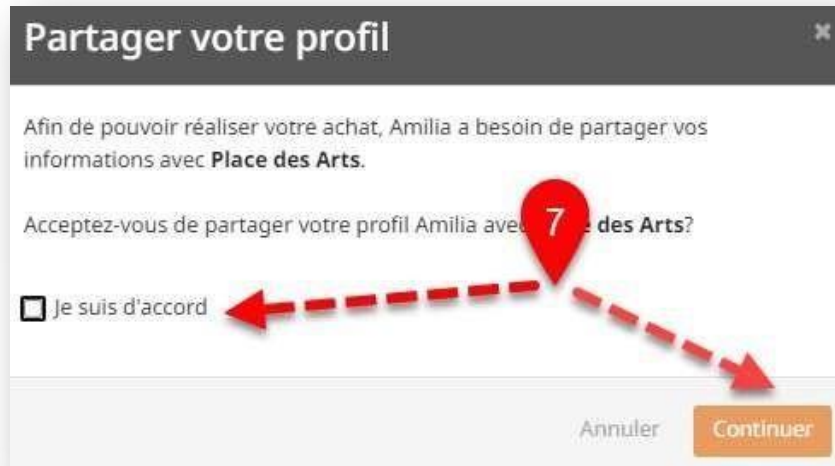 Partager votre profil
Afin de pouvoir réaliser votre achat, Amilia a besoin de partager vos
informations avec Place des Arts.
Acceptez-vous de partager votre profil Amilia des Arts?
7
Je suis d'accord
Annuler Continuer